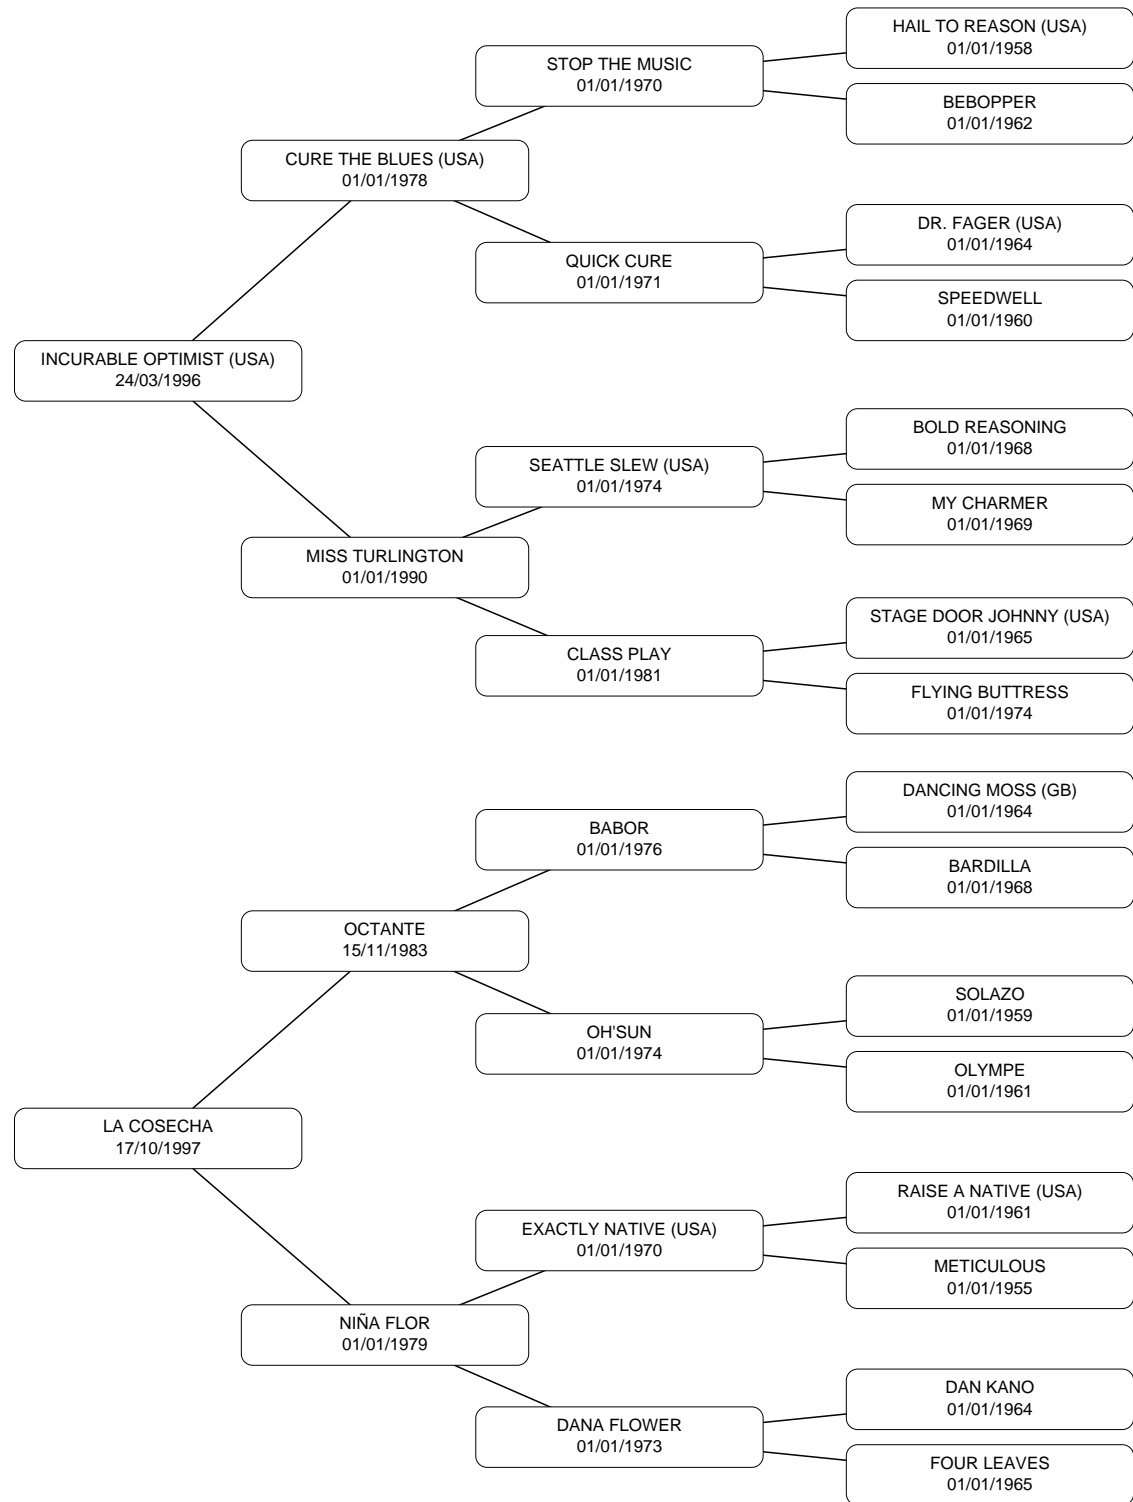 HAIL TO REASON (USA)
01/01/1958
STOP THE MUSIC
01/01/1970
BEBOPPER
01/01/1962
CURE THE BLUES (USA)
01/01/1978
DR. FAGER (USA)
01/01/1964
QUICK CURE
01/01/1971
SPEEDWELL
01/01/1960
INCURABLE OPTIMIST (USA)
24/03/1996
BOLD REASONING
01/01/1968
SEATTLE SLEW (USA)
01/01/1974
MY CHARMER
01/01/1969
MISS TURLINGTON
01/01/1990
STAGE DOOR JOHNNY (USA)
01/01/1965
CLASS PLAY
01/01/1981
FLYING BUTTRESS
01/01/1974
DANCING MOSS (GB)
01/01/1964
BABOR
01/01/1976
BARDILLA
01/01/1968
OCTANTE
15/11/1983
SOLAZO
01/01/1959
OH'SUN
01/01/1974
OLYMPE
01/01/1961
LA COSECHA
17/10/1997
RAISE A NATIVE (USA)
01/01/1961
EXACTLY NATIVE (USA)
01/01/1970
METICULOUS
01/01/1955
NIÑA FLOR
01/01/1979
DAN KANO
01/01/1964
DANA FLOWER
01/01/1973
FOUR LEAVES
01/01/1965